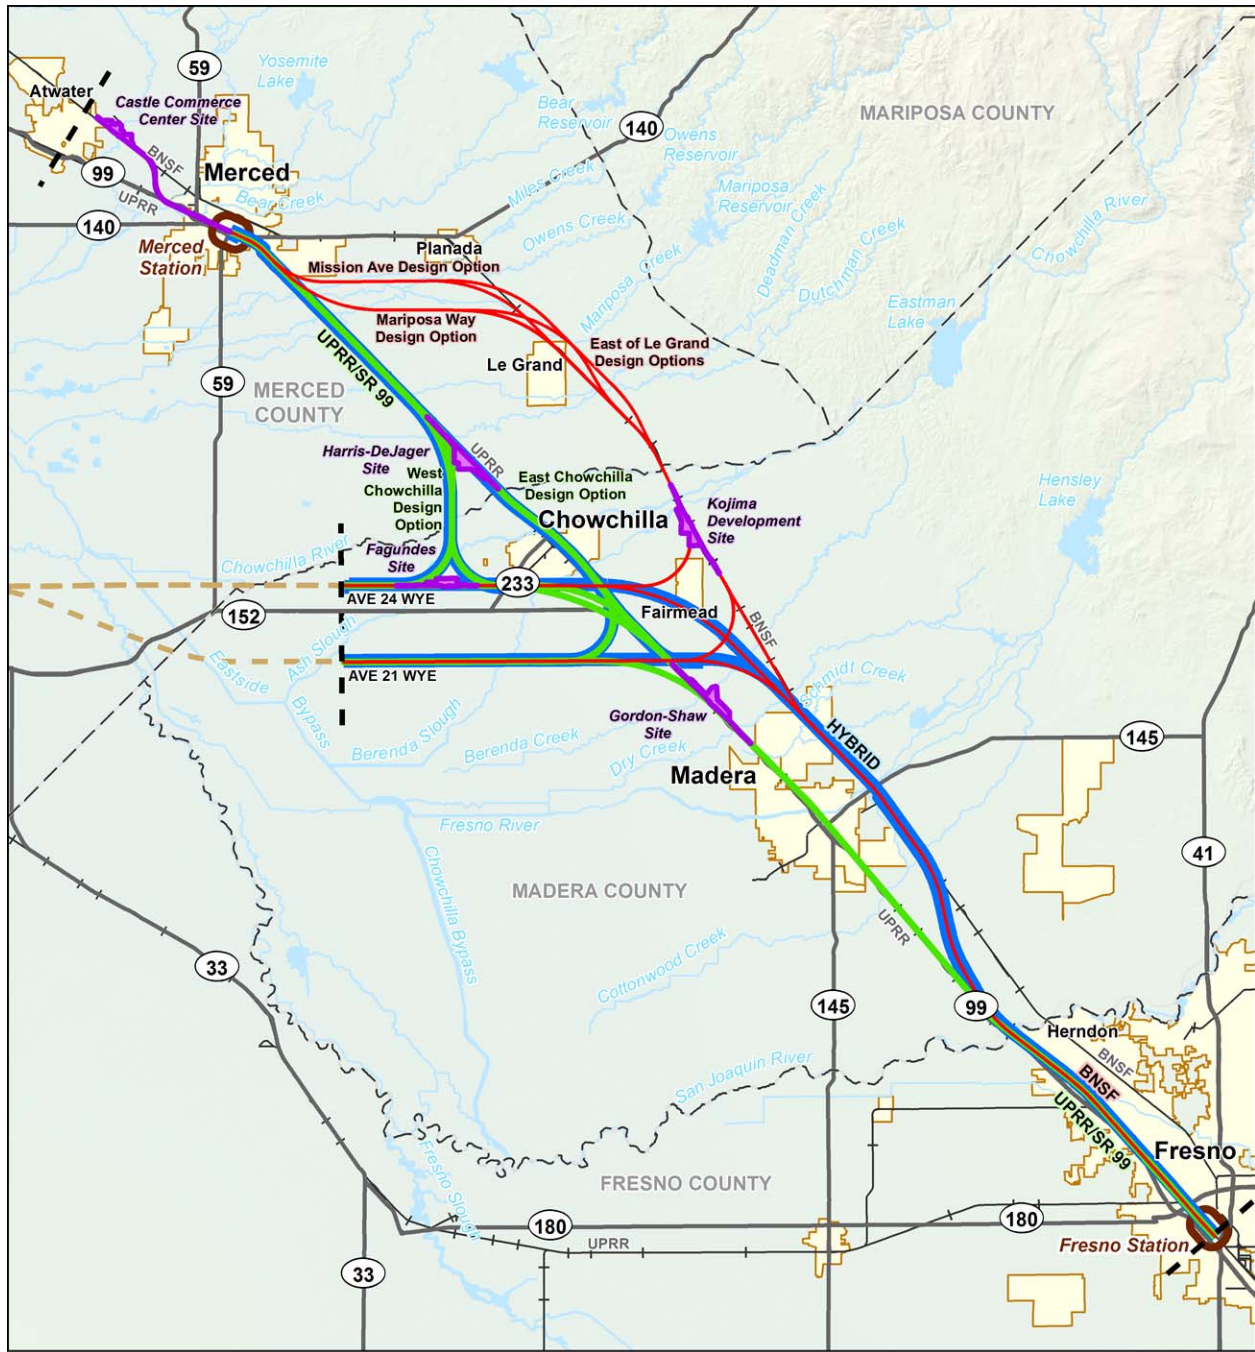 59
Yosemite
Lake
Atwater
Castle Commerce
Center Site
Bear
Reservoir
MARIPOSA COUNTY
140
Owens
Reservoir
99
BNSF
Merced
UPRR
Bear Creek
Miles Creek
Mariposa
Reservoir
Deadman Creek
Chowchilla River
140
Merced
Station
Owens Creek
Planada
Mission Ave Design Option
Mariposa Creek
Dutchman Creek
Eastman
Lake
Mariposa Way
Design Option
UPRR/SR 99
East of Le Grand
Design Options
Le Grand
59
MERCED
COUNTY
Harris-DeJager
Site
UPRR
West
Chowchilla
Design
Option
East Chowchilla
Design Option
Hensley
Lake
Kojima
Development
Site
Chowchilla
Chowchilla River
Fagundes
Site
233
AVE 24 WYE
152
Fairmead
BNSF
Ash Slough
Eastside
Bypass
AVE 21 WYE
Schmidt Creek
Gordon-Shaw
Site
Berenda Slough
Berenda Creek
Dry Creek
HYBRID
145
Madera
Fresno River
41
Chowchilla Bypass
MADERA COUNTY
UPRR
33
Cottonwood Creek
145
99
Herndon
BNSF
San Joaquin River
BNSF
UPRR/SR 99
Fresno
Fresno Slough
FRESNO COUNTY
180
180
UPRR
Fresno Station
33